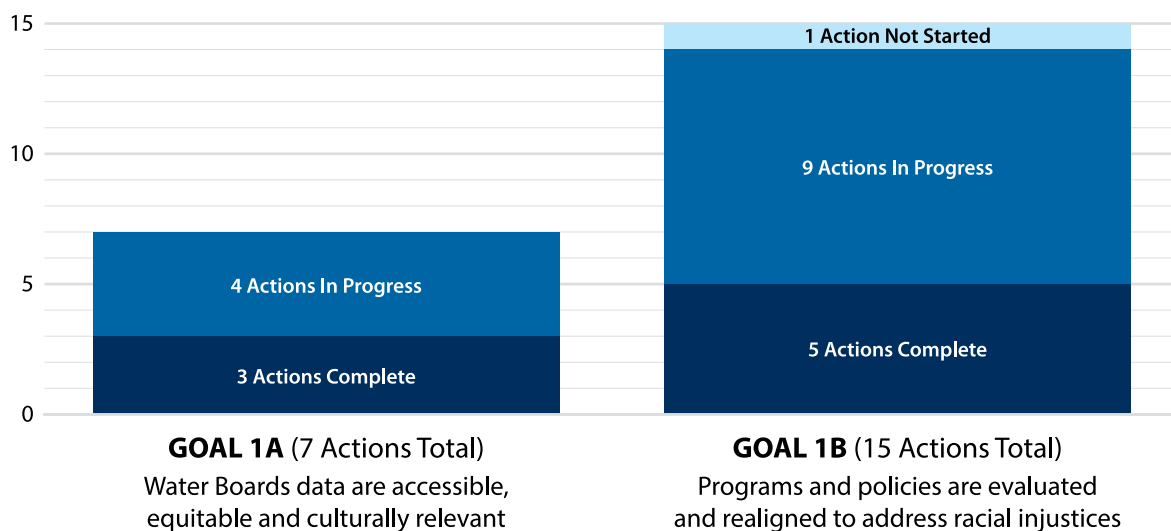 15
1 Action Not Started
10
9 Actions In Progress
5
4 Actions In Progress
5 Actions Complete
3 Actions Complete
0
GOAL 1A (7 Actions Total)
Water Boards data are accessible,
equitable and culturally relevant
GOAL 1B (15 Actions Total)
Programs and policies are evaluated
and realigned to address racial injustices